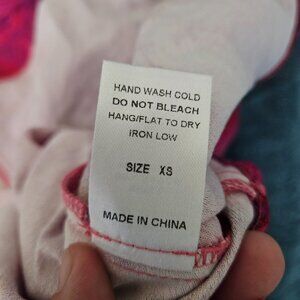 HAND WASH COLD
DO NOT BLEACH
HANG/FLAT TO DRY
IRON LOW
SIZE XS
MADE IN CHINA